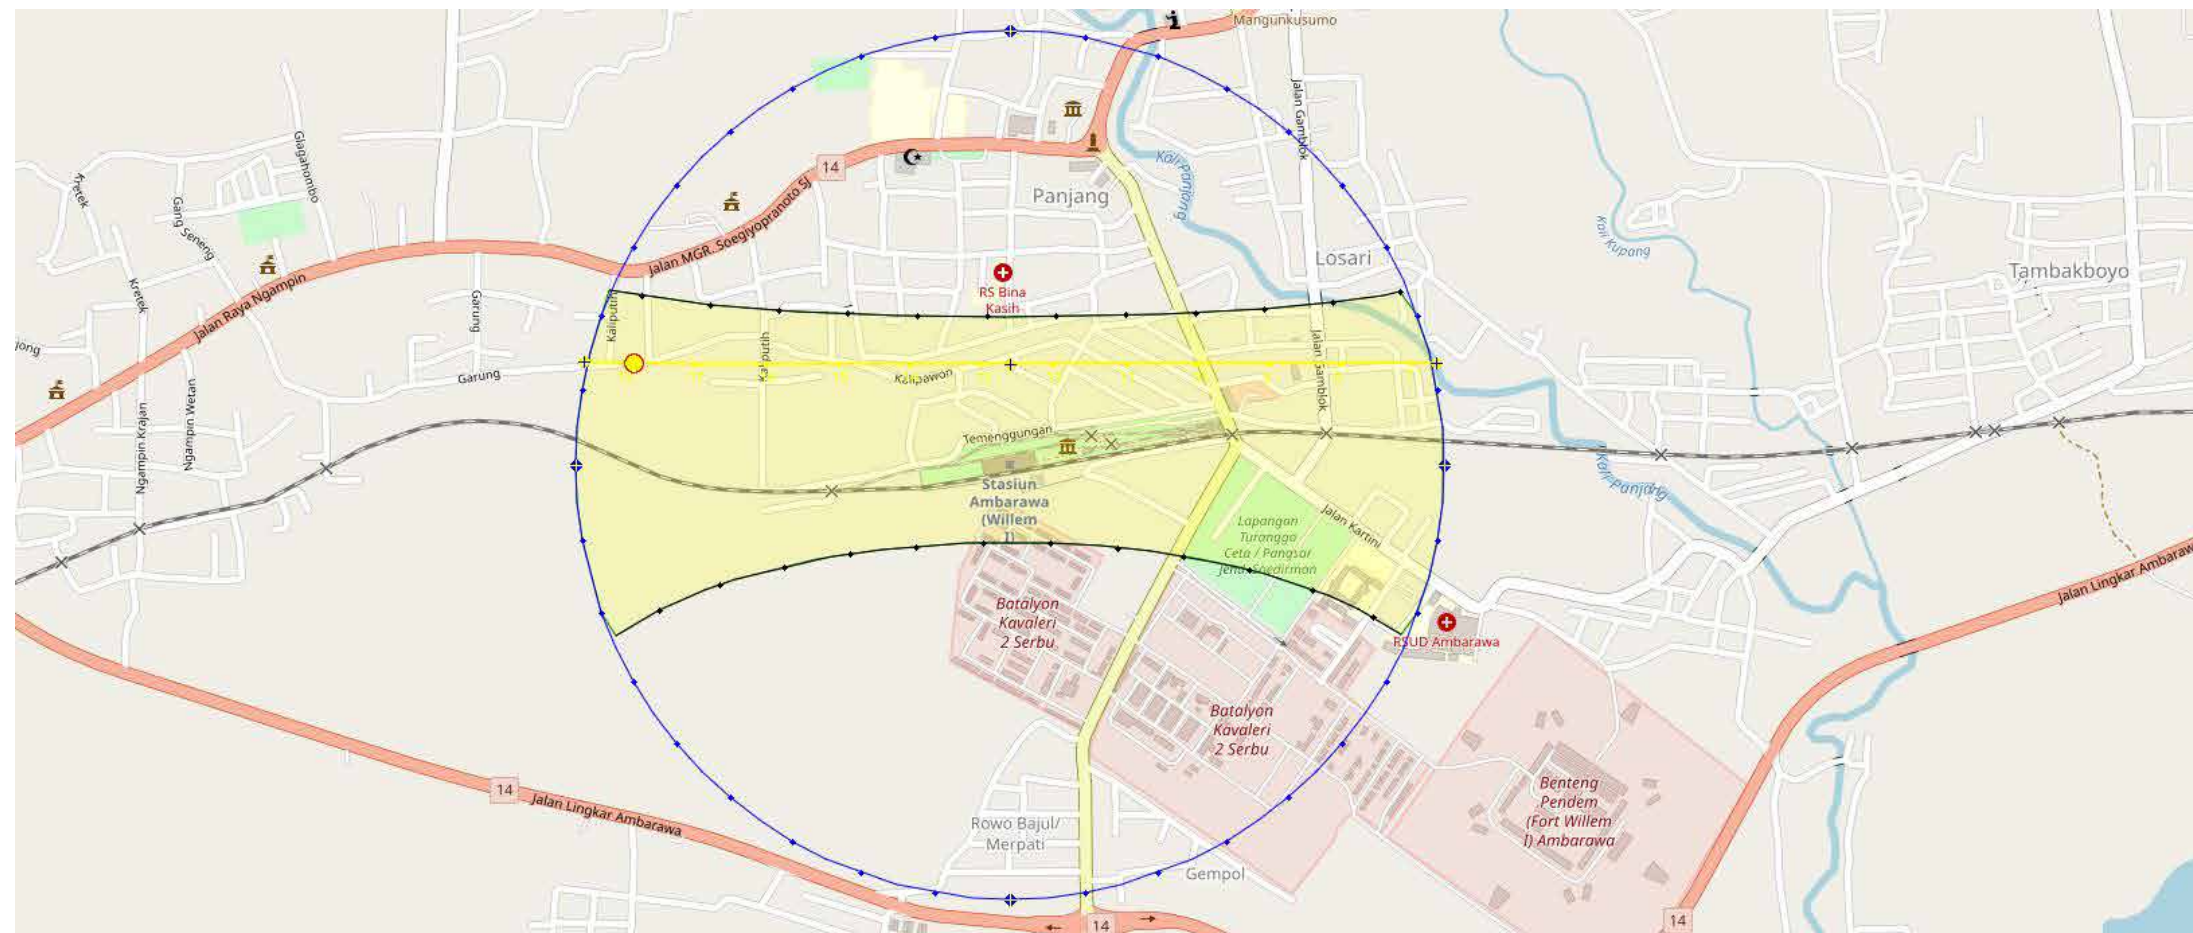 Mangunkusumo
Jalan Gamblok
Glagahombo
Kretek
Gang Seneng
14
Kali Panjang
Panjang
Jalan MGR. Soegiyopranoto SJ
Losari
Kali Kupang
Tambakboyo
Kretek
Jalan Raya Ngampin
Garung
RS Bina
Kasih
Kaliputih
jong
Kaliputih
Jalan Gamblok
Garung
Kalipawon
Ngampin Krajan
Ngampin Wetan
Temenggungan
Stasiun
Ambarawa
(Willem
I)
Kali Panjang
Jalan Kartini
Lapangan
Turangga
Ceta / Pangsar
Jend. Soedirman
Batalyon
Kavaleri
2 Serbu
RSUD Ambarawa
Jalan Lingkar Ambarawa
Batalyon
Kavaleri
2 Serbu
14
Jalan Lingkar Ambarawa
Benteng
Pendem
(Fort Willem
I) Ambarawa
Rowo Bajul/
Merpati
Gempol
14
14